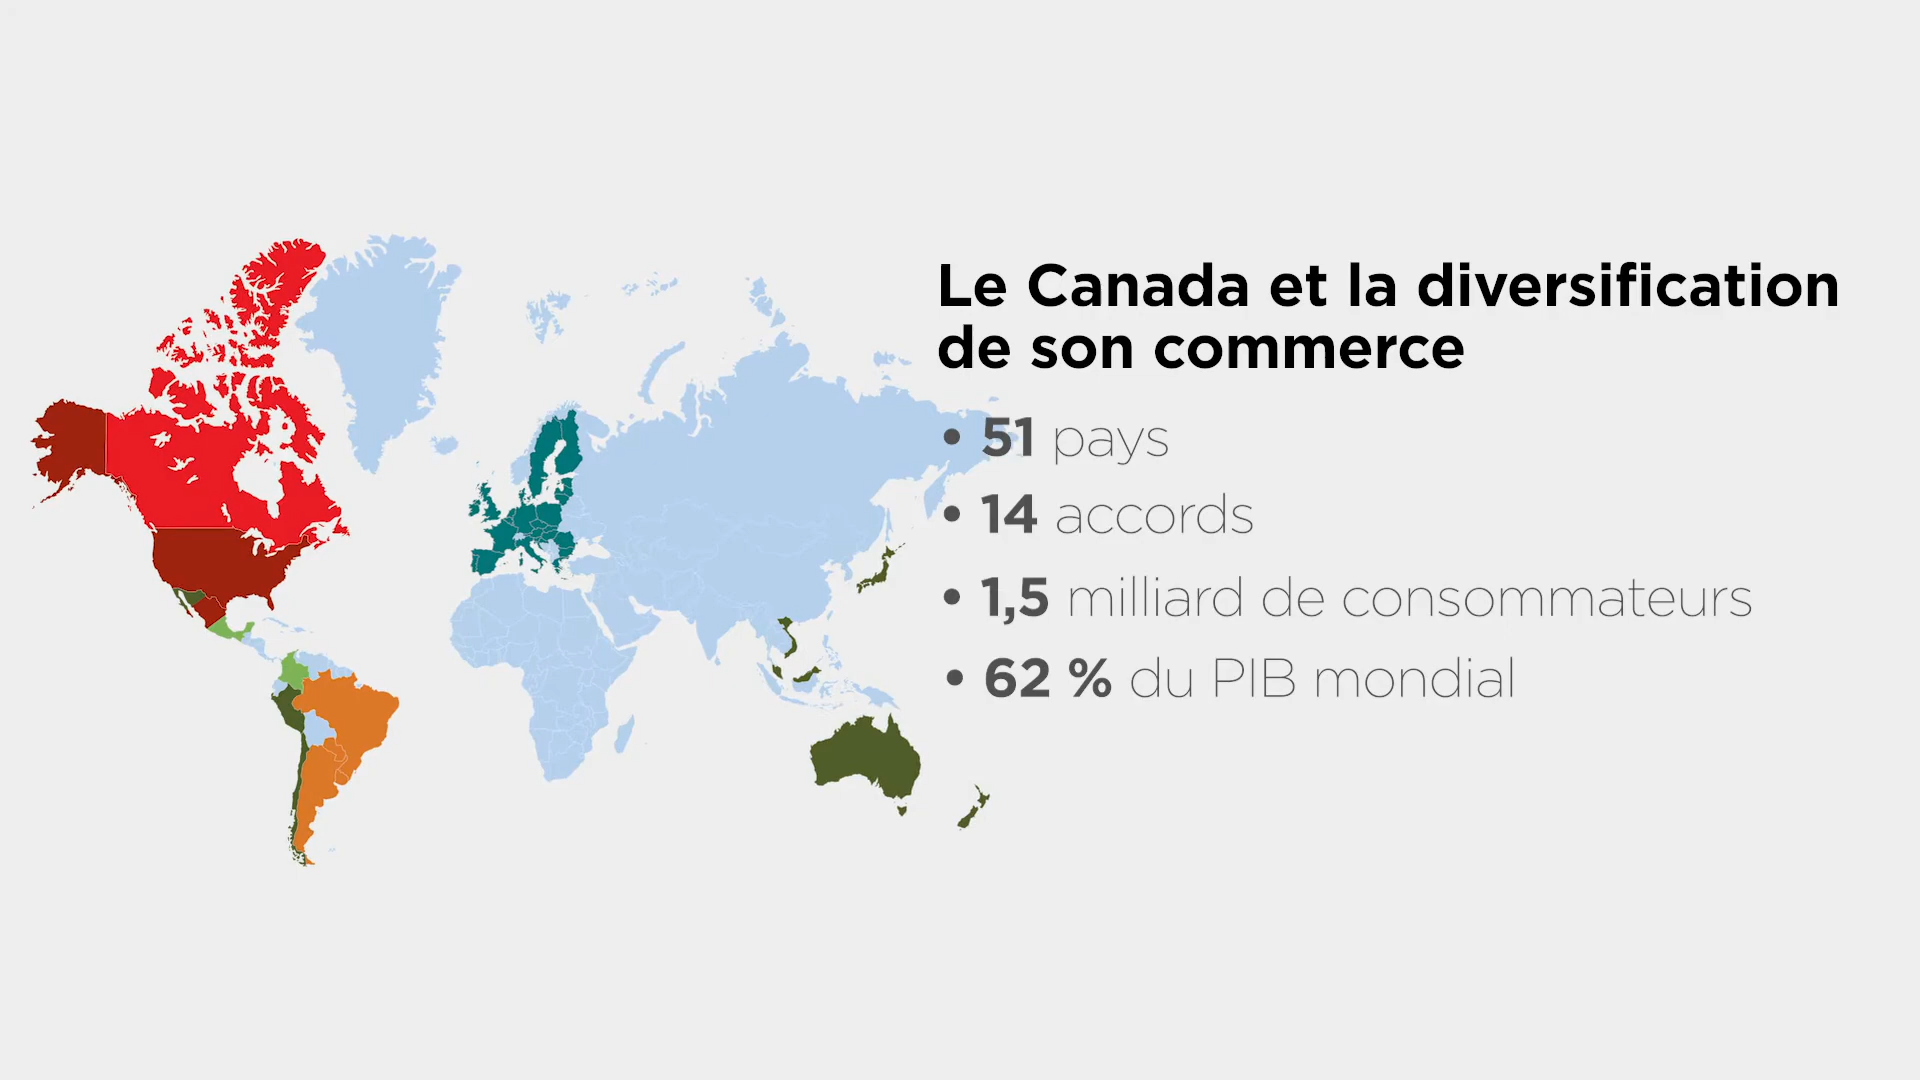 Le Canada et la diversification
de son commerce
• 51 pays
• 14 accords
• 1,5 milliard de consommateurs
• 62 % du PIB mondial